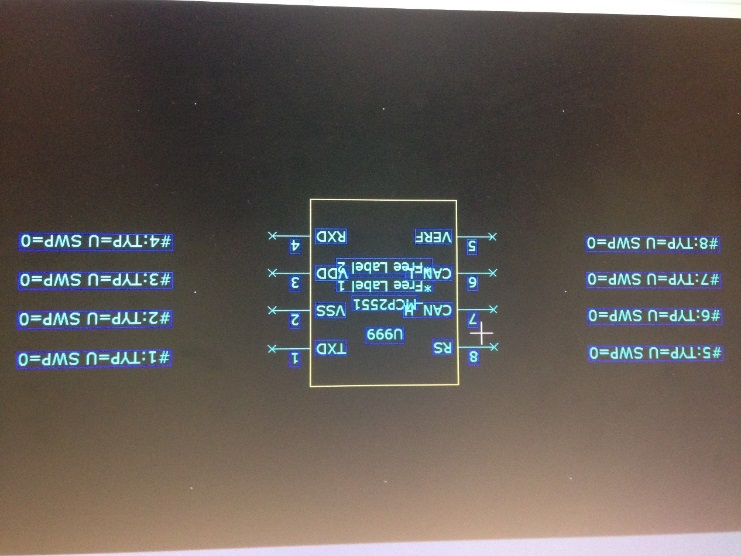 #5:TYP=U SWP=0
#6:TYP=U SWP=0
#7:TYP=U SWP=0
#8:TYP=U SWP=0
8 RS TXD 1
U999
7 CAN_H VSS 2
MCP2551
*Free Label 1
6 CAN_L VDD 3
Free Label 2
5 VERF RXD 4
#1:TYP=U SWP=0
#2:TYP=U SWP=0
#3:TYP=U SWP=0
#4:TYP=U SWP=0